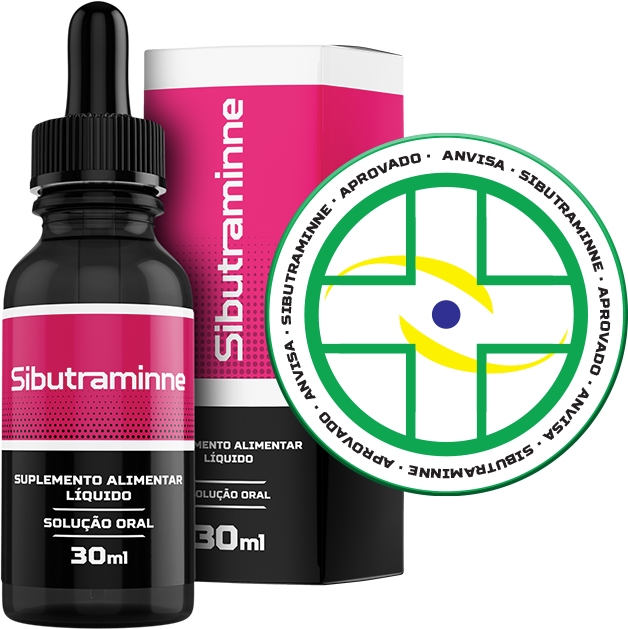 Sibutraminne
SUPLEMENTO ALIMENTAR
LÍQUIDO
SOLUÇÃO ORAL
30ml
Sibutraminne
MENTO ALIMENTAR
LÍQUIDO
OLUÇÃO ORAL
30ml
ANVISA · SIBUTRAMINNE · APROVADO · ANVISA · SIBUTRAMINNE · APROVADO · ANVISA · SIBUTRAMINNE · APROVADO ·